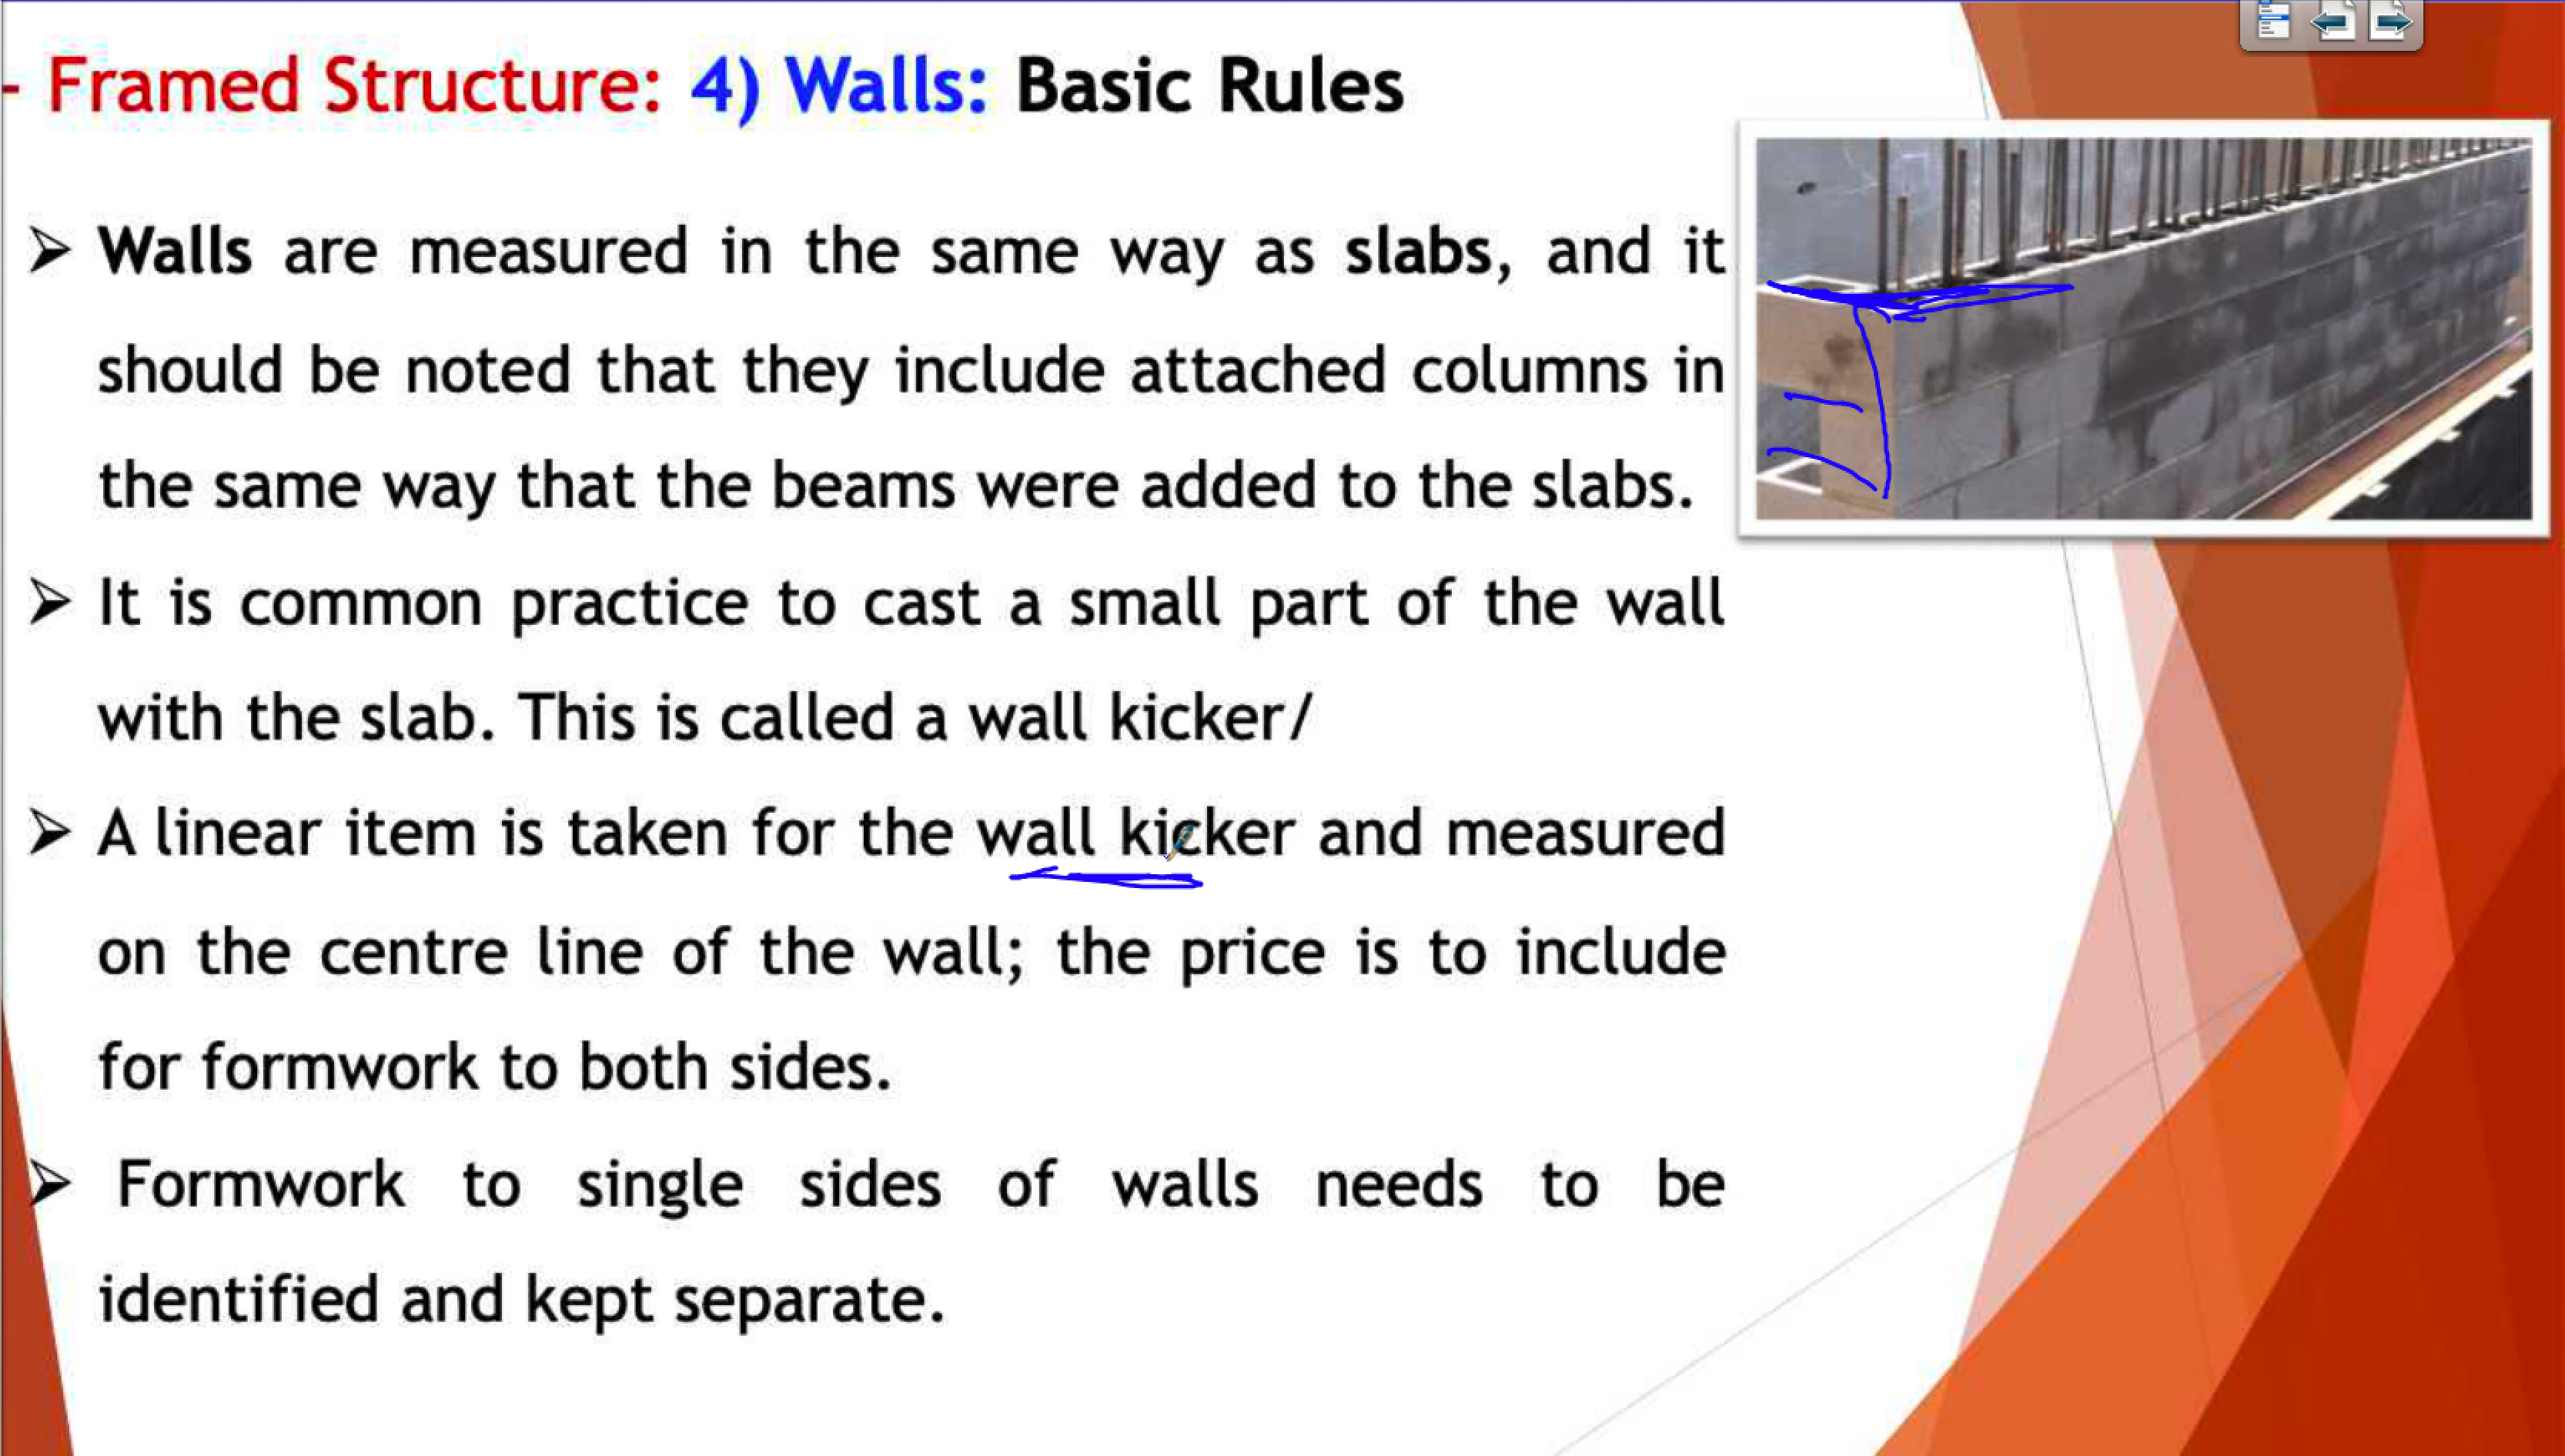 - Framed Structure: 4) Walls: Basic Rules
➢ Walls are measured in the same way as slabs, and it
should be noted that they include attached columns in
the same way that the beams were added to the slabs.
➢ It is common practice to cast a small part of the wall
with the slab. This is called a wall kicker/
➢ A linear item is taken for the wall kicker and measured
on the centre line of the wall; the price is to include
for formwork to both sides.
➢ Formwork to single sides of walls needs to be
identified and kept separate.